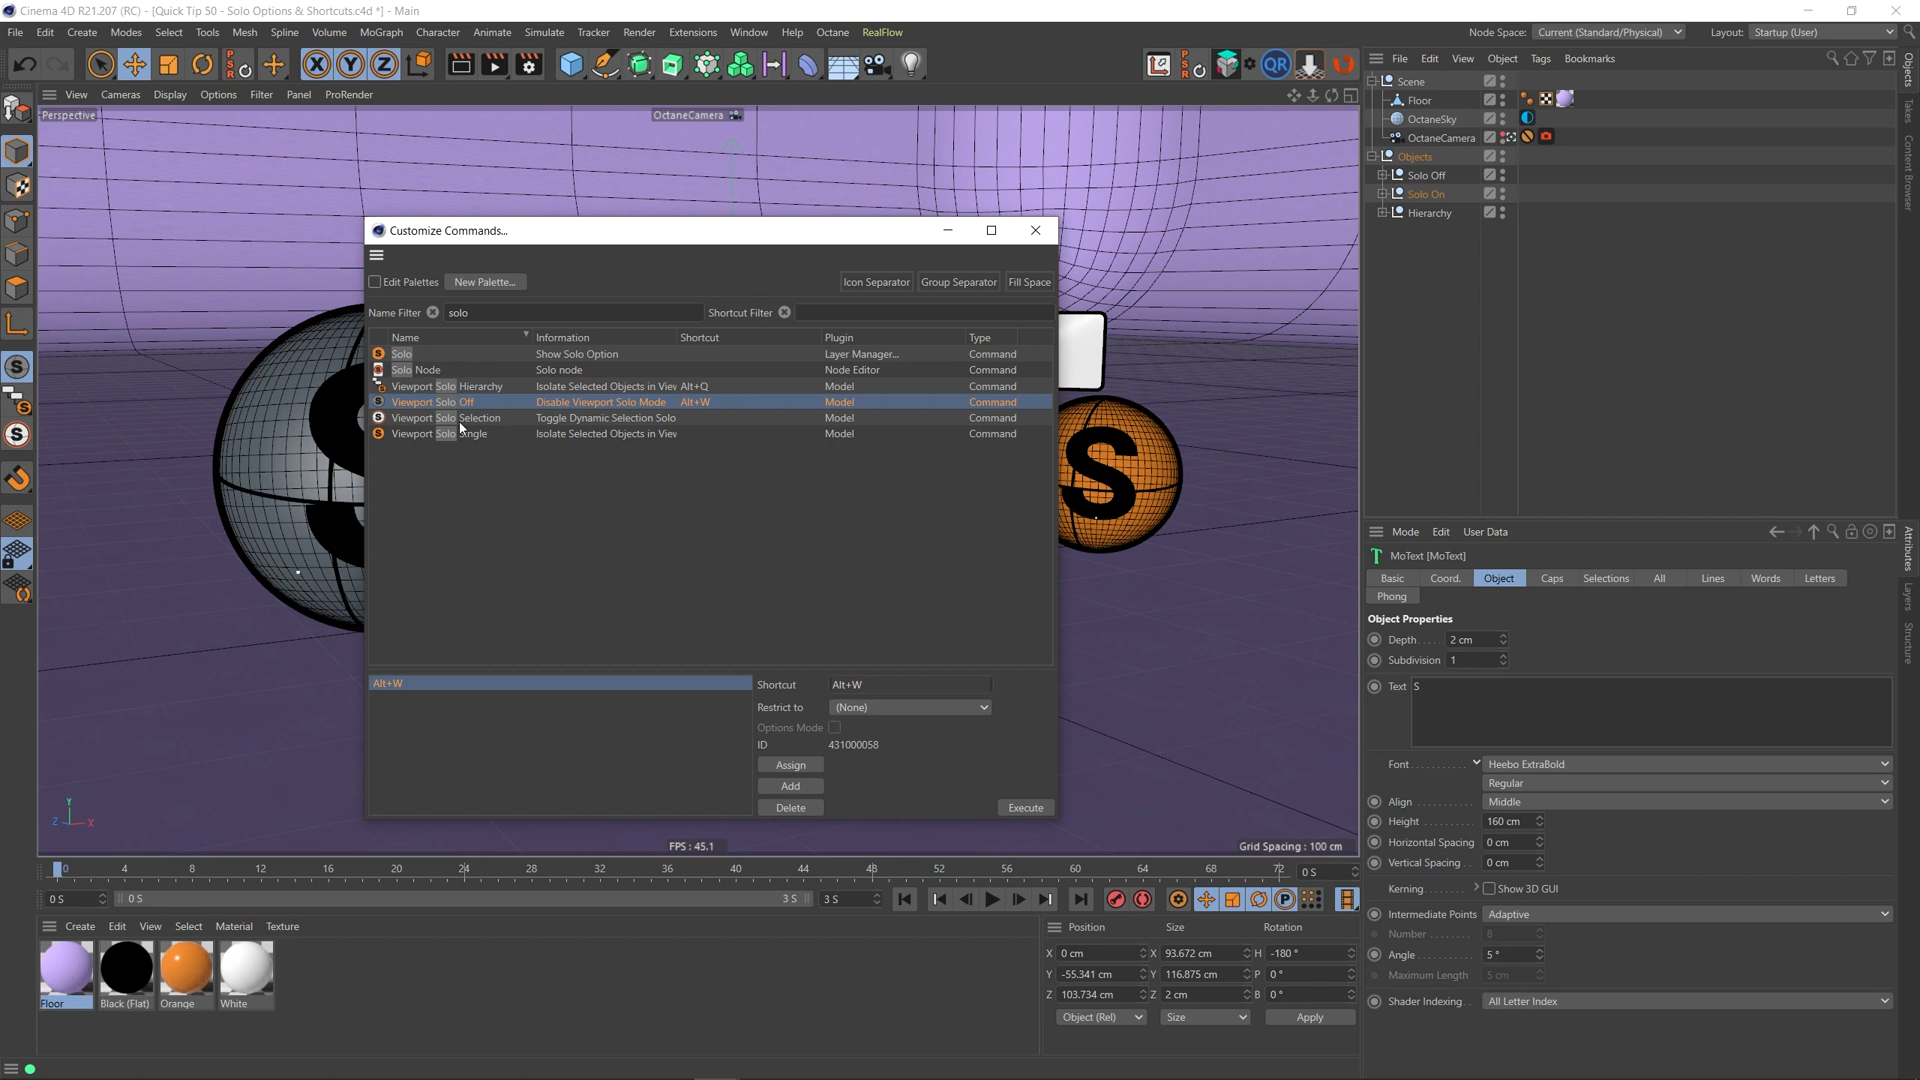 Cinema 4D R21.207 (RC) - [Quick Tip 50 - Solo Options & Shortcuts.c4d *] - Main
File Edit Create Modes Select Tools Mesh Spline Volume MoGraph Character Animate Simulate Tracker Render Extensions Window Help Octane RealFlow
Node Space: Current (Standard/Physical) Layout: Startup (User)
View Cameras Display Options Filter Panel ProRender
Perspective
OctaneCamera
File Edit View Object Tags Bookmarks
Scene
Floor
OctaneSky
OctaneCamera
Objects
Solo Off
Solo On
Hierarchy
Objects
Takes
Content Browser
Customize Commands...
Edit Palettes New Palette... Icon Separator Group Separator Fill Space
Name Filter solo Shortcut Filter
Name Information Shortcut Plugin Type
Solo Show Solo Option Layer Manager... Command
Solo Node Solo node Node Editor Command
Viewport Solo Hierarchy Isolate Selected Objects in Viev Alt+Q Model Command
Viewport Solo Off Disable Viewport Solo Mode Alt+W Model Command
Viewport Solo Selection Toggle Dynamic Selection Solo Model Command
Viewport Solo Single Isolate Selected Objects in Viev Model Command
S
Alt+W
Shortcut Alt+W
Restrict to (None)
Options Mode
ID 431000058
Assign
Add
Delete
Execute
FPS : 45.1
Grid Spacing : 100 cm
Mode Edit User Data
MoText [MoText]
Basic Coord. Object Caps Selections All Lines Words Letters
Phong
Object Properties
Depth..... 2 cm
Subdivision 1
Text S
Font........... Heebo ExtraBold
Regular
Align Middle
Height 160 cm
Horizontal Spacing 0 cm
Vertical Spacing.. 0 cm
Kerning........ Show 3D GUI
Intermediate Points Adaptive
Number 8
Angle 5 °
Maximum Length 5 cm
Shader Indexing.. All Letter Index
Attributes
Layers
Structure
0 4 8 12 16 20 24 28 32 36 40 44 48 52 56 60 64 68 72 0 S
0 S 0 S 3 S 3 S
Create Edit View Select Material Texture
Floor Black (Flat) Orange White
Position Size Rotation
X 0 cm X 93.672 cm H -180 °
Y -55.341 cm Y 116.875 cm P 0 °
Z 103.734 cm Z 2 cm B 0 °
Object (Rel) Size Apply